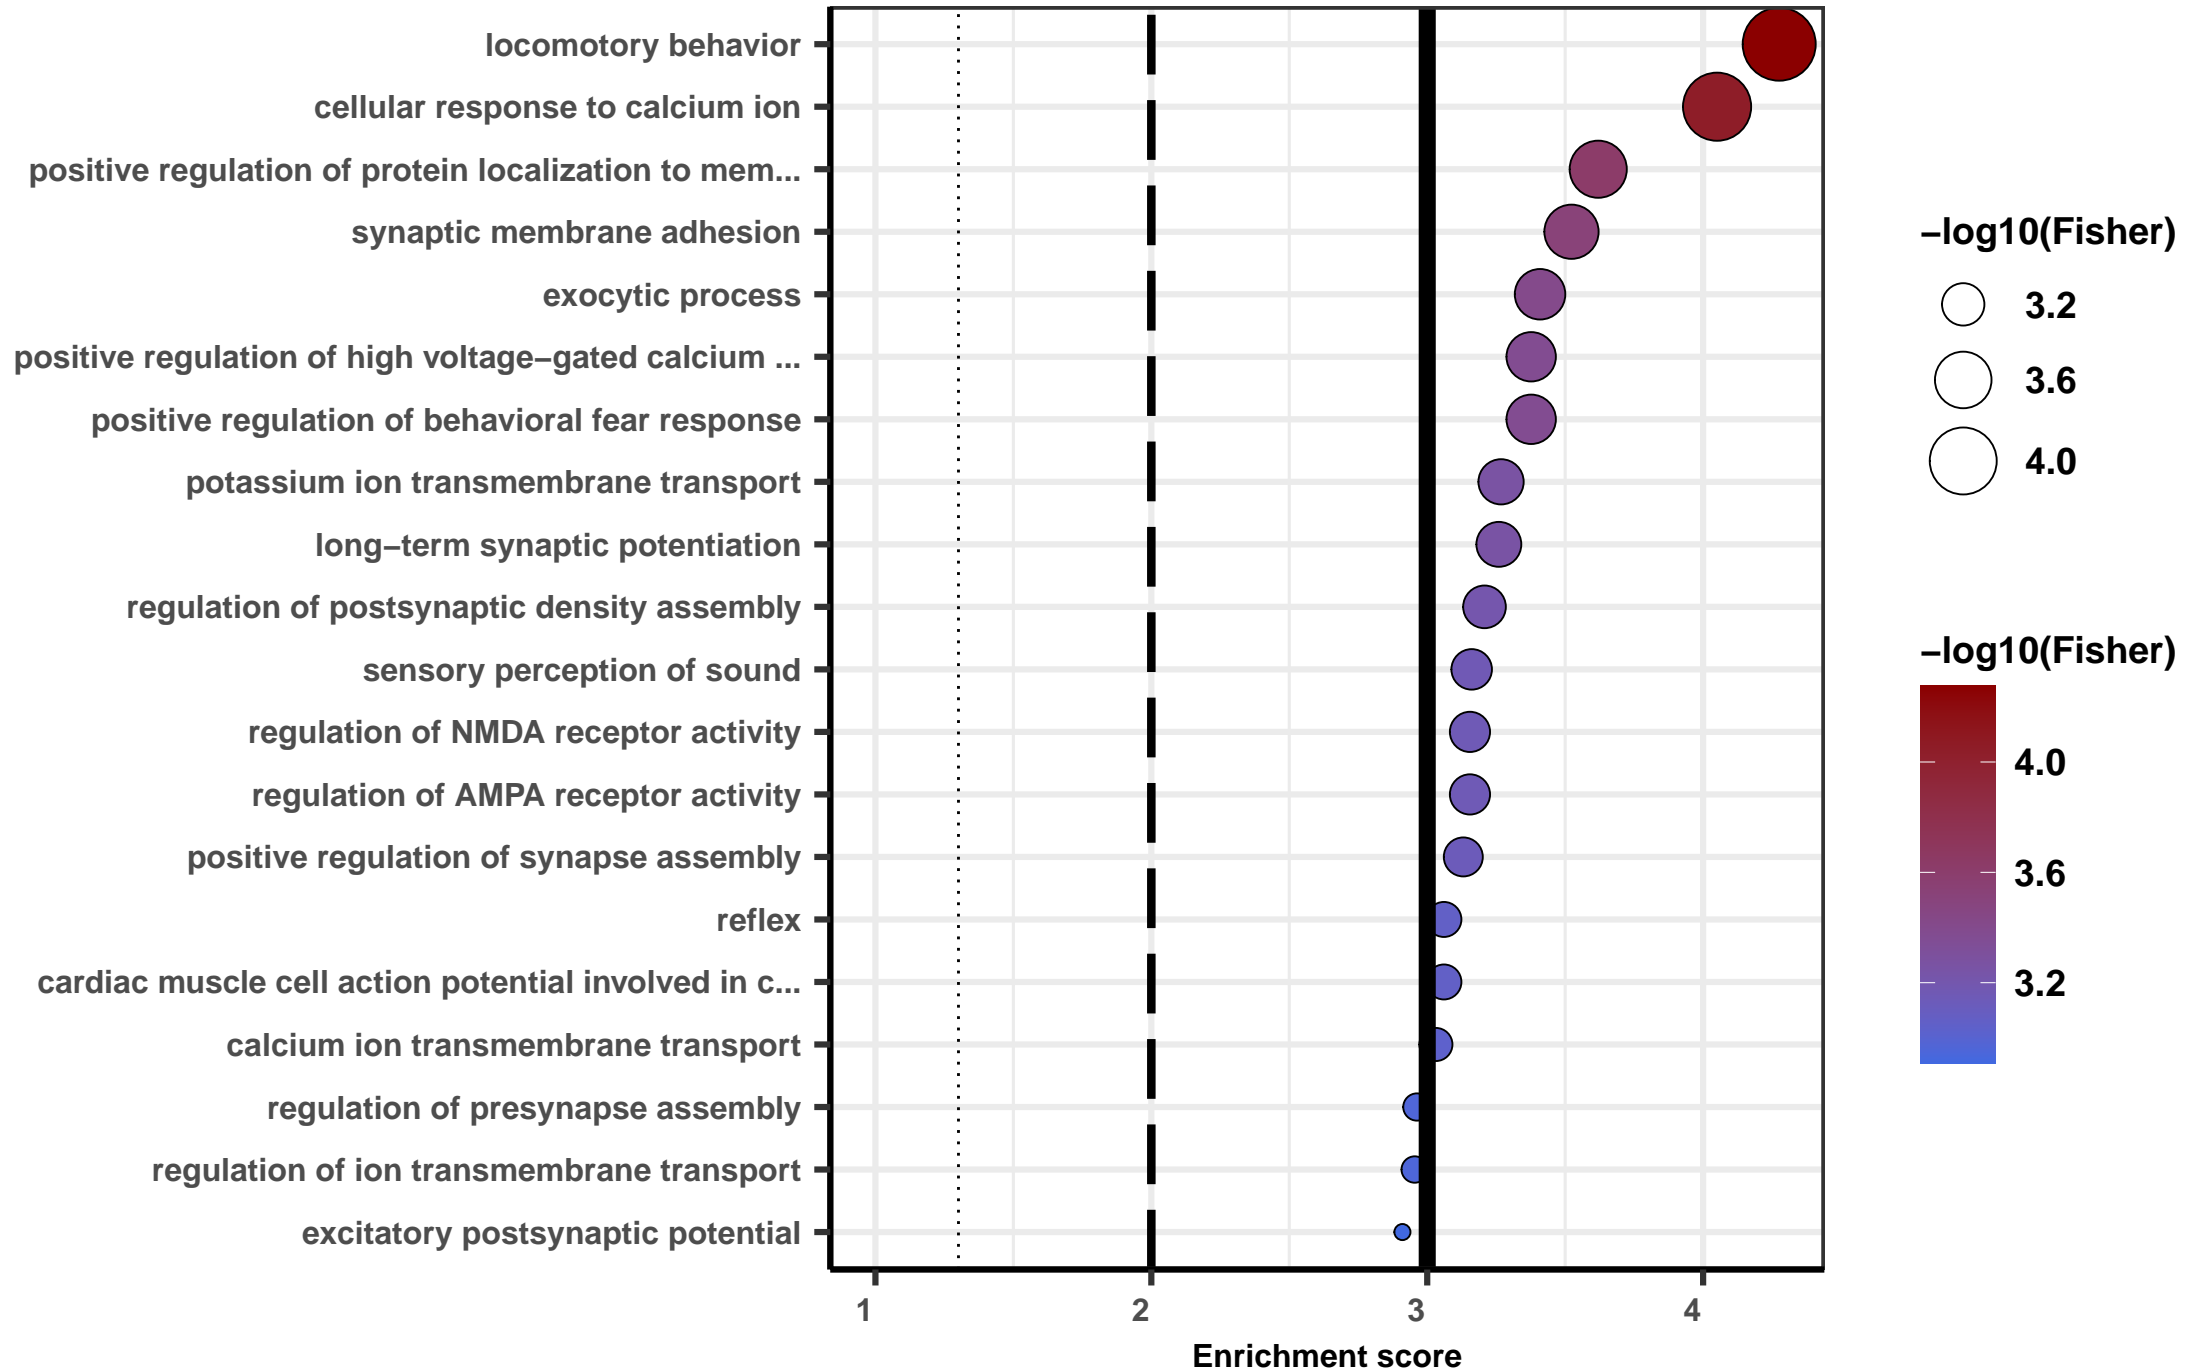 locomotory behavior
cellular response to calcium ion
positive regulation of protein localization to mem...
synaptic membrane adhesion
exocytic process
positive regulation of high voltage−gated calcium ...
positive regulation of behavioral fear response
potassium ion transmembrane transport
long−term synaptic potentiation
regulation of postsynaptic density assembly
sensory perception of sound
regulation of NMDA receptor activity
regulation of AMPA receptor activity
positive regulation of synapse assembly
reflex
cardiac muscle cell action potential involved in c...
calcium ion transmembrane transport
regulation of presynapse assembly
regulation of ion transmembrane transport
excitatory postsynaptic potential
1 2 3 4
Enrichment score
−log10(Fisher)
3.2
3.6
4.0
−log10(Fisher)
4.0
3.6
3.2